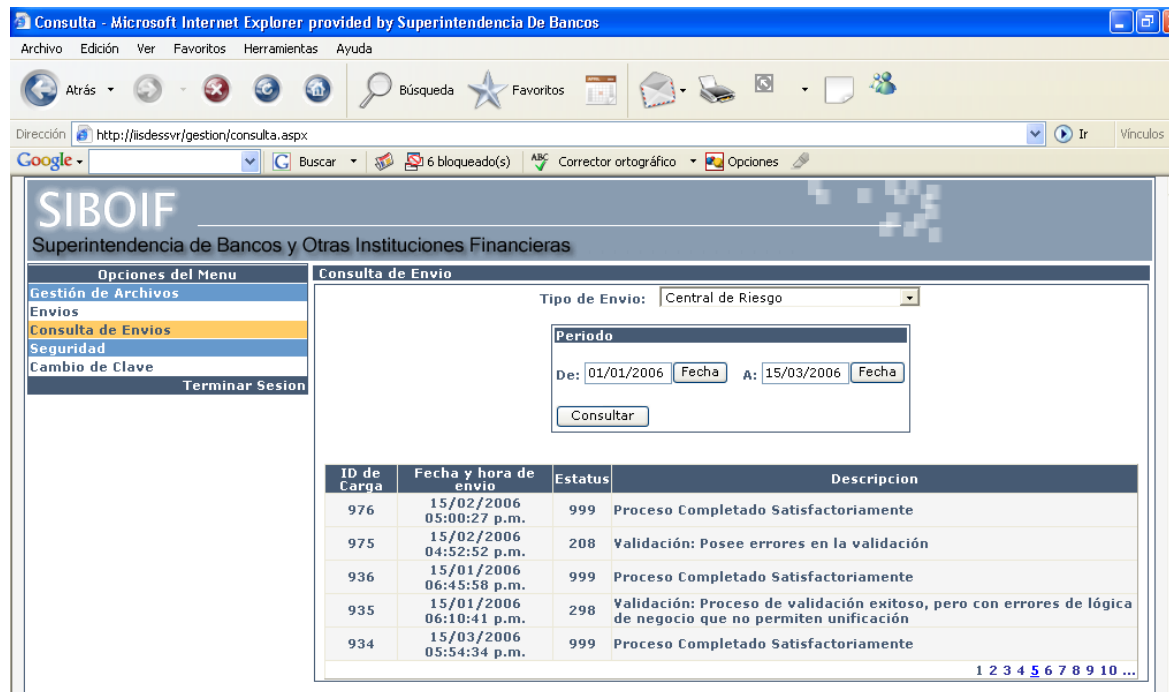 Consulta - Microsoft Internet Explorer provided by Superintendencia De Bancos
Archivo Edición Ver Favoritos Herramientas Ayuda
Atrás Búsqueda Favoritos
Dirección http://iisdessvr/gestion/consulta.aspx Ir Vínculos
Google Buscar 6 bloqueado(s) ABC Corrector ortográfico Opciones
SIBOIF
Superintendencia de Bancos y Otras Instituciones Financieras
Opciones del Menu
Gestión de Archivos
Envios
Consulta de Envios
Seguridad
Cambio de Clave
Terminar Sesion
Consulta de Envio
Tipo de Envio: Central de Riesgo
Periodo
De: 01/01/2006 Fecha A: 15/03/2006 Fecha
Consultar
ID de Carga Fecha y hora de envio Estatus Descripcion
976 15/02/2006 05:00:27 p.m. 999 Proceso Completado Satisfactoriamente
975 15/02/2006 04:52:52 p.m. 208 Validación: Posee errores en la validación
936 15/01/2006 06:45:58 p.m. 999 Proceso Completado Satisfactoriamente
935 15/01/2006 06:10:41 p.m. 298 Validación: Proceso de validación exitoso, pero con errores de lógica de negocio que no permiten unificación
934 15/03/2006 05:54:34 p.m. 999 Proceso Completado Satisfactoriamente
1 2 3 4 5 6 7 8 9 10 ...